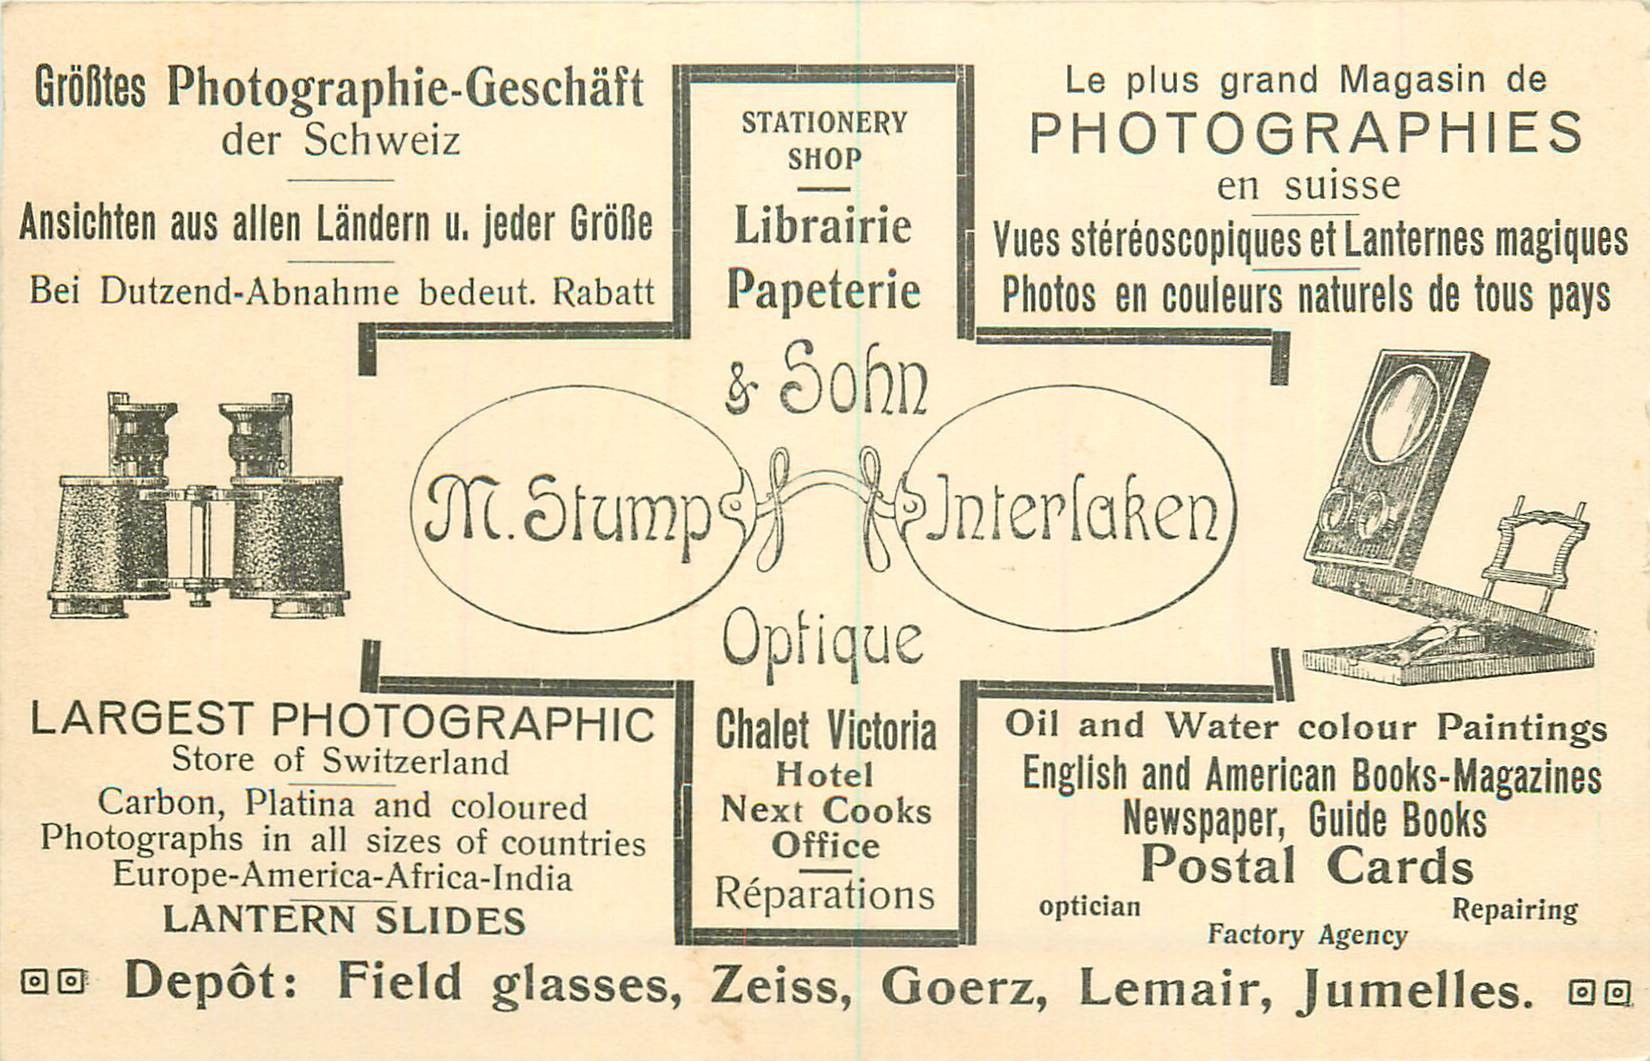 Größtes Photographie-Geschäft
der Schweiz
Ansichten aus allen Ländern u. jeder Größe
Bei Dutzend-Abnahme bedeut. Rabatt
STATIONERY
SHOP
Librairie
Papeterie
Le plus grand Magasin de
PHOTOGRAPHIES
en suisse
Vues stéréoscopiques et Lanternes magiques
Photos en couleurs naturels de tous pays
& Sohn
M. Stump Interlaken
Optique
LARGEST PHOTOGRAPHIC
Store of Switzerland
Carbon, Platina and coloured
Photographs in all sizes of countries
Europe-America-Africa-India
LANTERN SLIDES
Chalet Victoria
Hotel
Next Cooks
Office
Réparations
Oil and Water colour Paintings
English and American Books-Magazines
Newspaper, Guide Books
Postal Cards
optician Repairing
Factory Agency
Depôt: Field glasses, Zeiss, Goerz, Lemair, Jumelles.